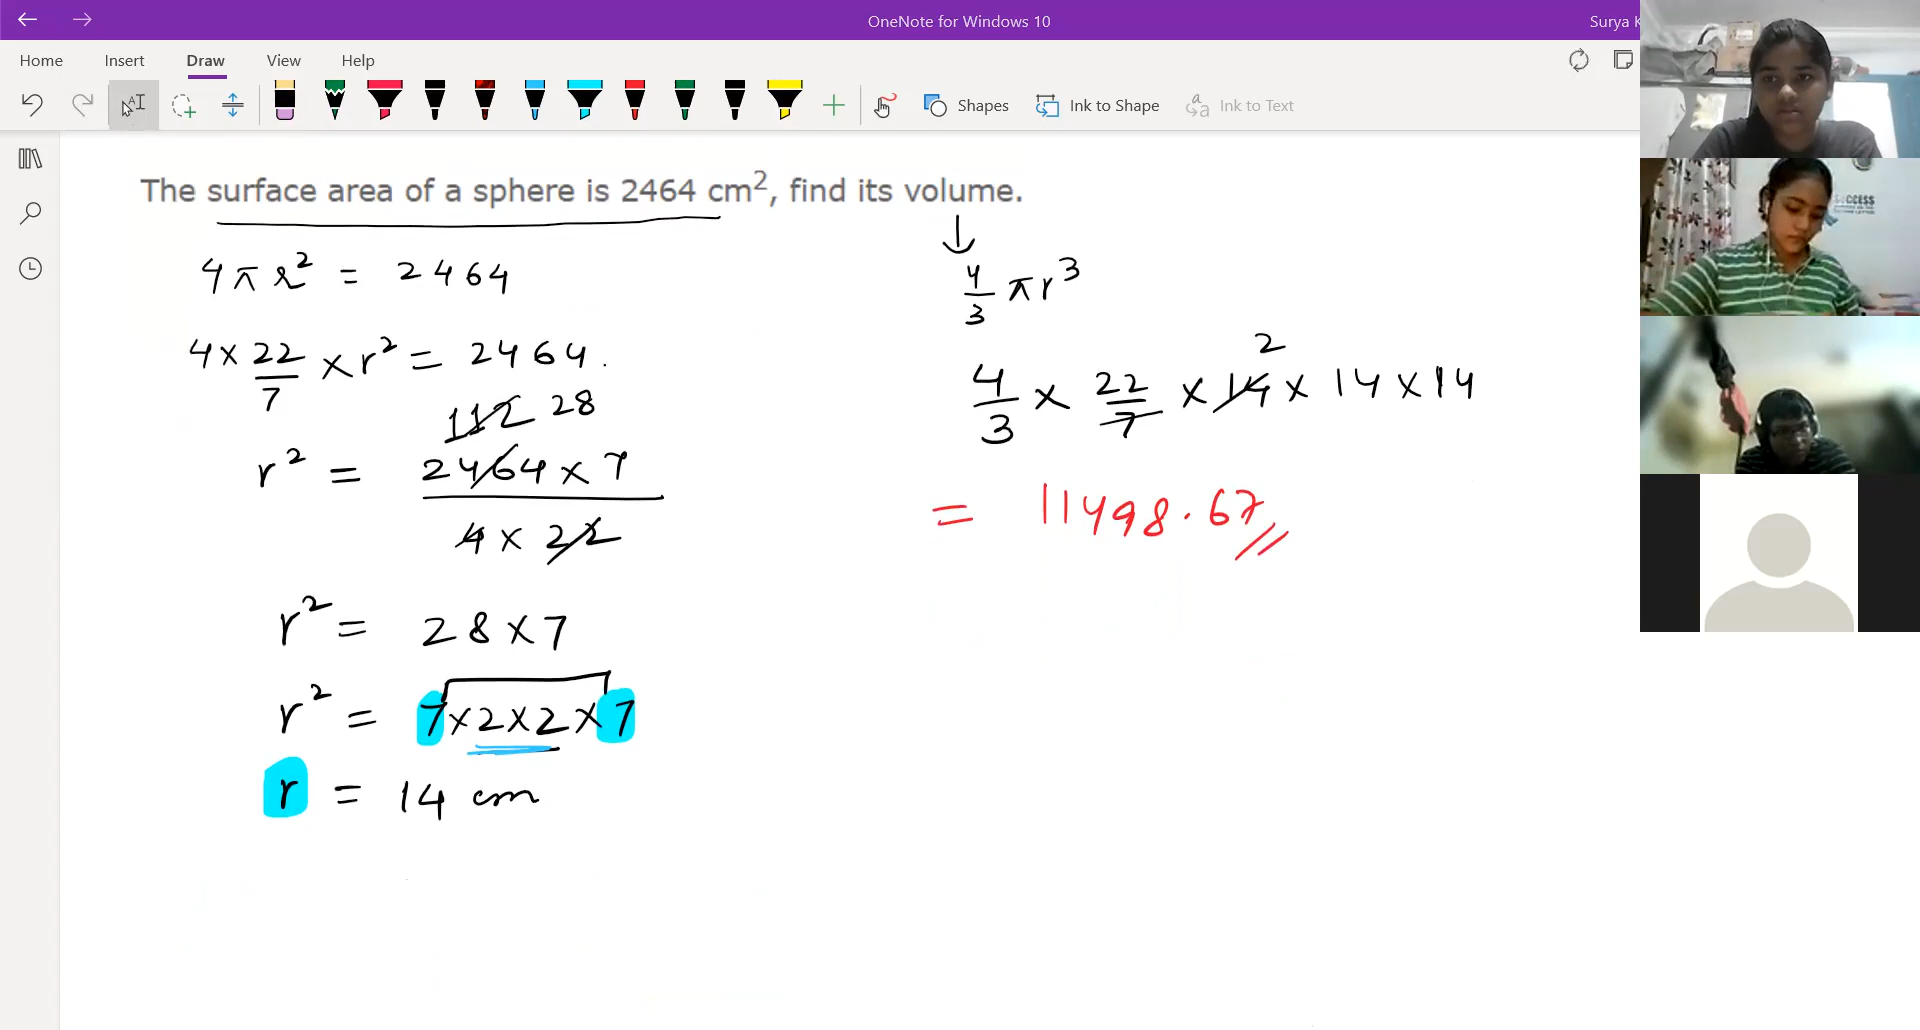 OneNote for Windows 10
Surya K
Home Insert Draw View Help
Shapes Ink to Shape Ink to Text
The surface area of a sphere is 2464 cm², find its volume.
4πr² = 2464
4 × 22/7 × r² = 2464.
112 28
r² = 2464 × 7 / 4 × 22
r² = 28 × 7
r² = 7 × 2 × 2 × 7
r = 14 cm
4/3 πr³
2
4/3 × 22/7 × 14 × 14 × 14
= 11498.67
SUCCESS